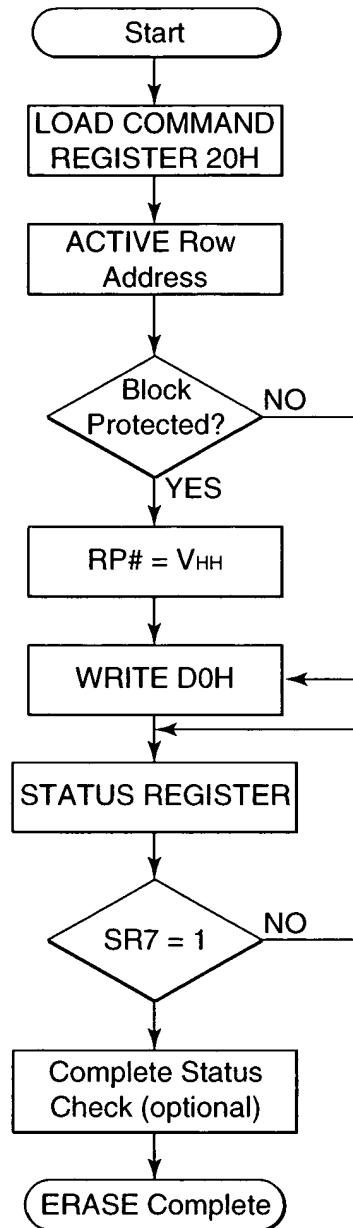 Start
LOAD COMMAND
REGISTER 20H
ACTIVE Row
Address
Block
Protected?
NO
YES
RP# = VHH
WRITE D0H
STATUS REGISTER
SR7 = 1
NO
Complete Status
Check (optional)
ERASE Complete